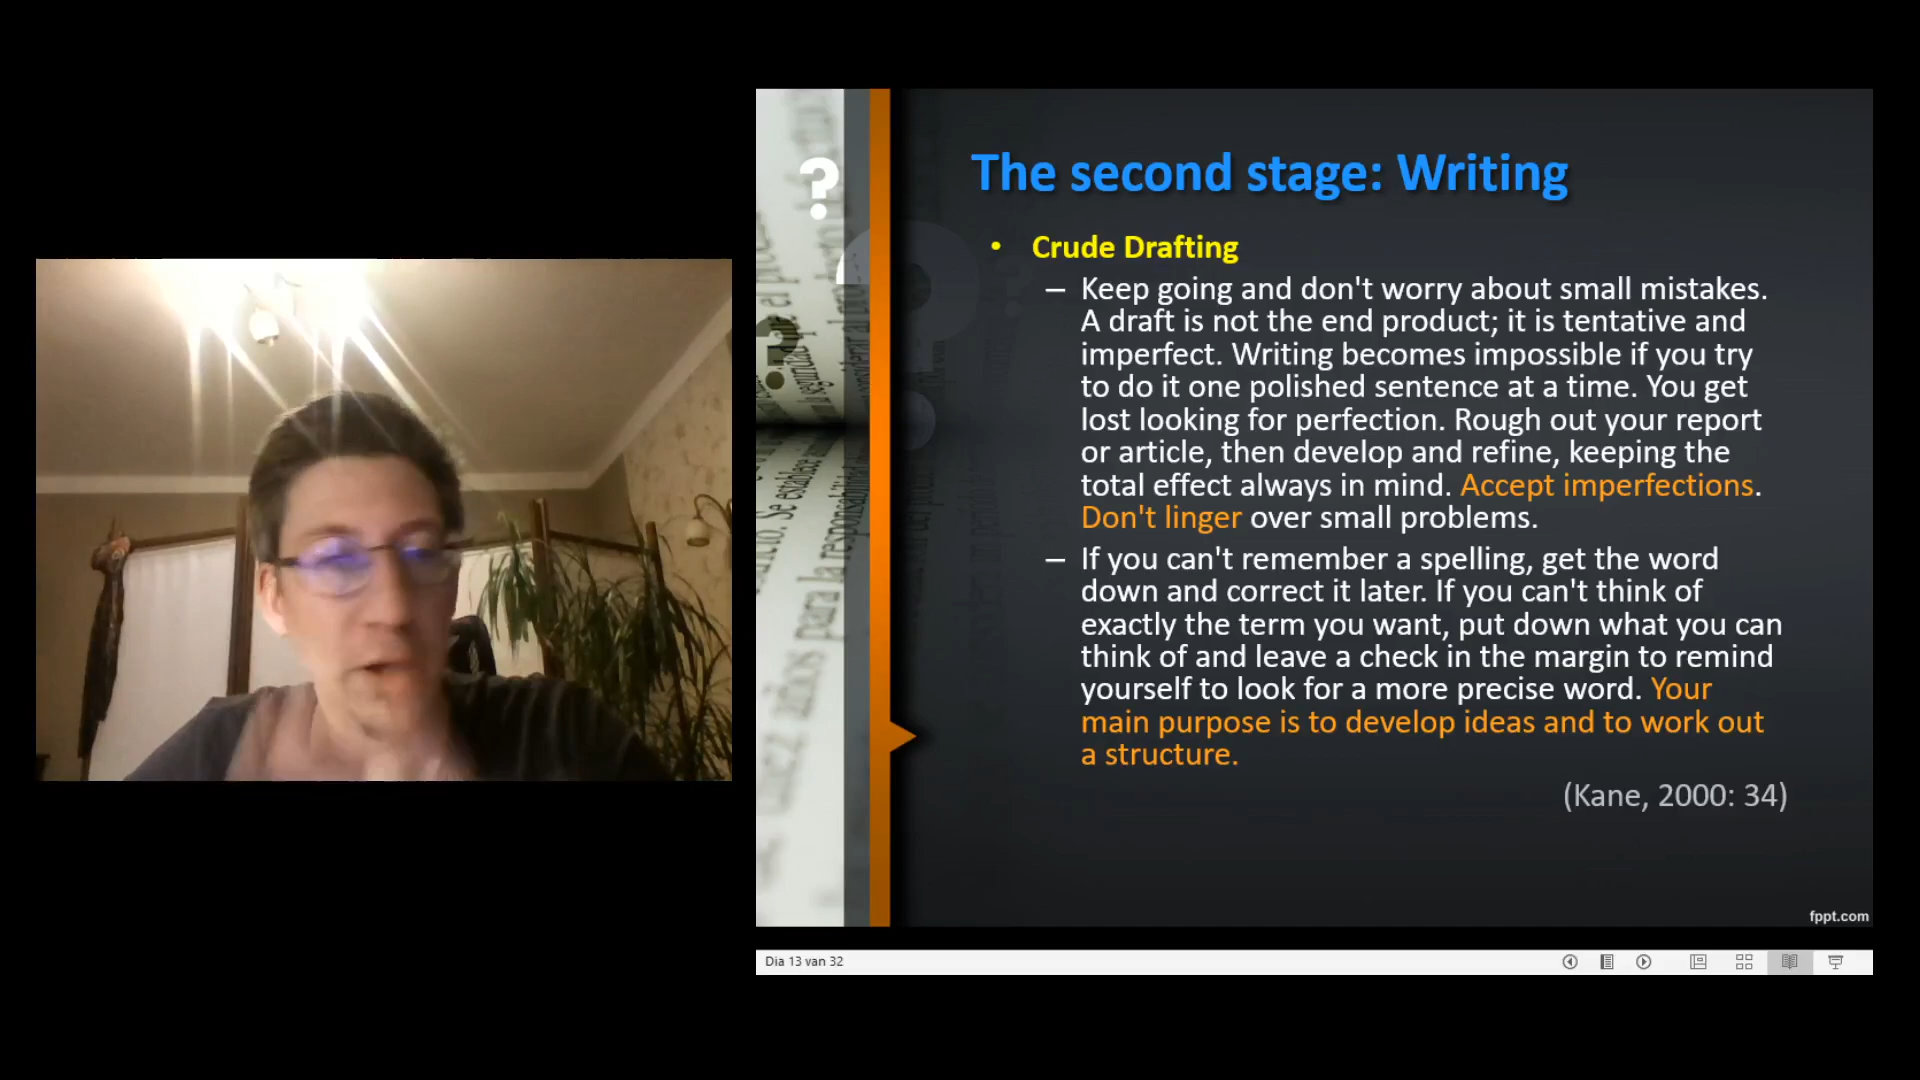 The second stage: Writing
• Crude Drafting
– Keep going and don't worry about small mistakes.
A draft is not the end product; it is tentative and
imperfect. Writing becomes impossible if you try
to do it one polished sentence at a time. You get
lost looking for perfection. Rough out your report
or article, then develop and refine, keeping the
total effect always in mind. Accept imperfections.
Don't linger over small problems.
– If you can't remember a spelling, get the word
down and correct it later. If you can't think of
exactly the term you want, put down what you can
think of and leave a check in the margin to remind
yourself to look for a more precise word. Your
main purpose is to develop ideas and to work out
a structure.
(Kane, 2000: 34)
fppt.com
Dia 13 van 32